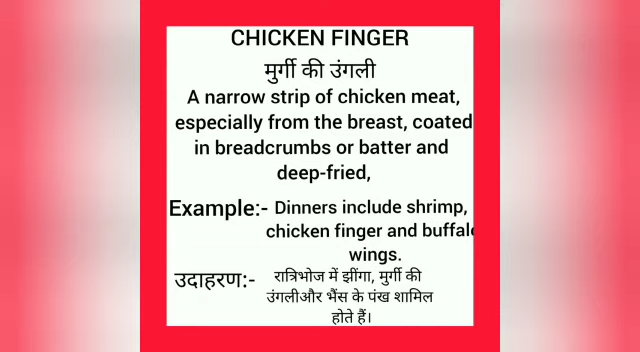 CHICKEN FINGER
मुर्गी की उंगली
A narrow strip of chicken meat,
especially from the breast, coated
in breadcrumbs or batter and
deep-fried,
Example:- Dinners include shrimp,
chicken finger and buffalo
wings.
उदाहरण:- रात्रिभोज में झींगा, मुर्गी की
उंगलीऔर भैंस के पंख शामिल
होते हैं।